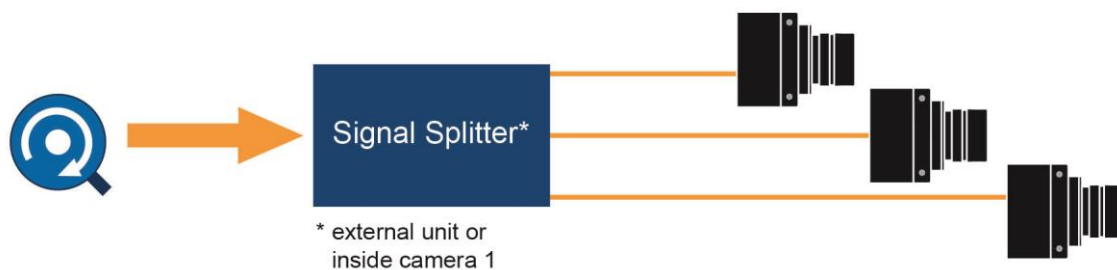 Signal Splitter*
* external unit or
inside camera 1